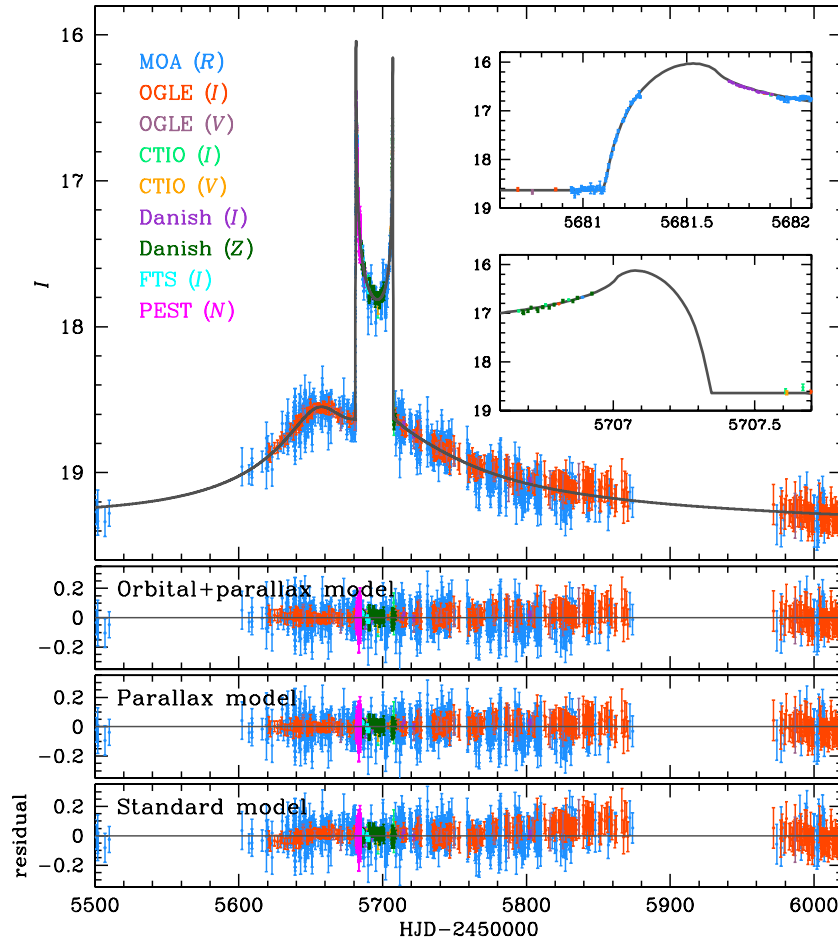 16
17
18
19
I
MOA (R)
OGLE (I)
OGLE (V)
CTIO (I)
CTIO (V)
Danish (I)
Danish (Z)
FTS (I)
PEST (N)
16
17
18
19
5681
5681.5
5682
16
17
18
19
5707
5707.5
0.2
0
−0.2
Orbital+parallax model
0.2
0
−0.2
Parallax model
0.2
0
−0.2
Standard model
residual
5500
5600
5700
5800
5900
6000
HJD−2450000